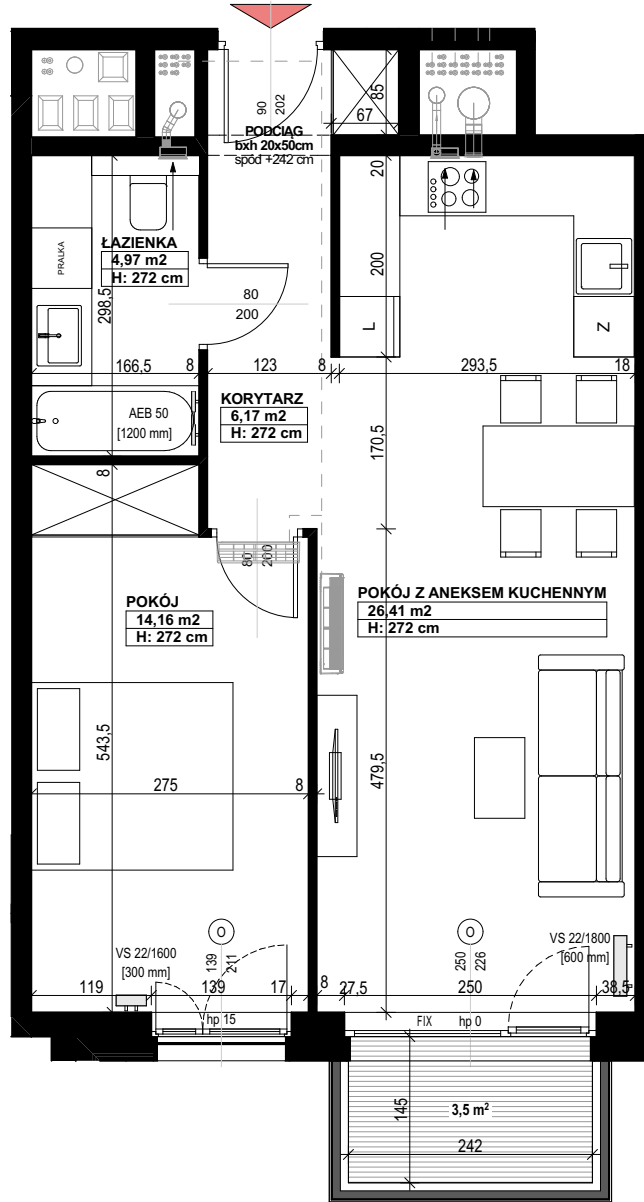 90
202
85
67
PODCIĄG
bxh 20x50cm
spód +242 cm
20
200
ŁAZIENKA
4,97 m2
H: 272 cm
PRALKA
298,5
80
200
L
Z
166,5
8
123
8
293,5
18
KORYTARZ
6,17 m2
H: 272 cm
AEB 50
[1200 mm]
170,5
8
80
200
POKÓJ
14,16 m2
H: 272 cm
POKÓJ Z ANEKSEM KUCHENNYM
26,41 m2
H: 272 cm
543,5
275
8
479,5
O
O
VS 22/1600
[300 mm]
139
211
250
226
VS 22/1800
[600 mm]
119
139
17
8
27,5
250
38,5
hp 15
FIX
hp 0
145
3,5 m²
242